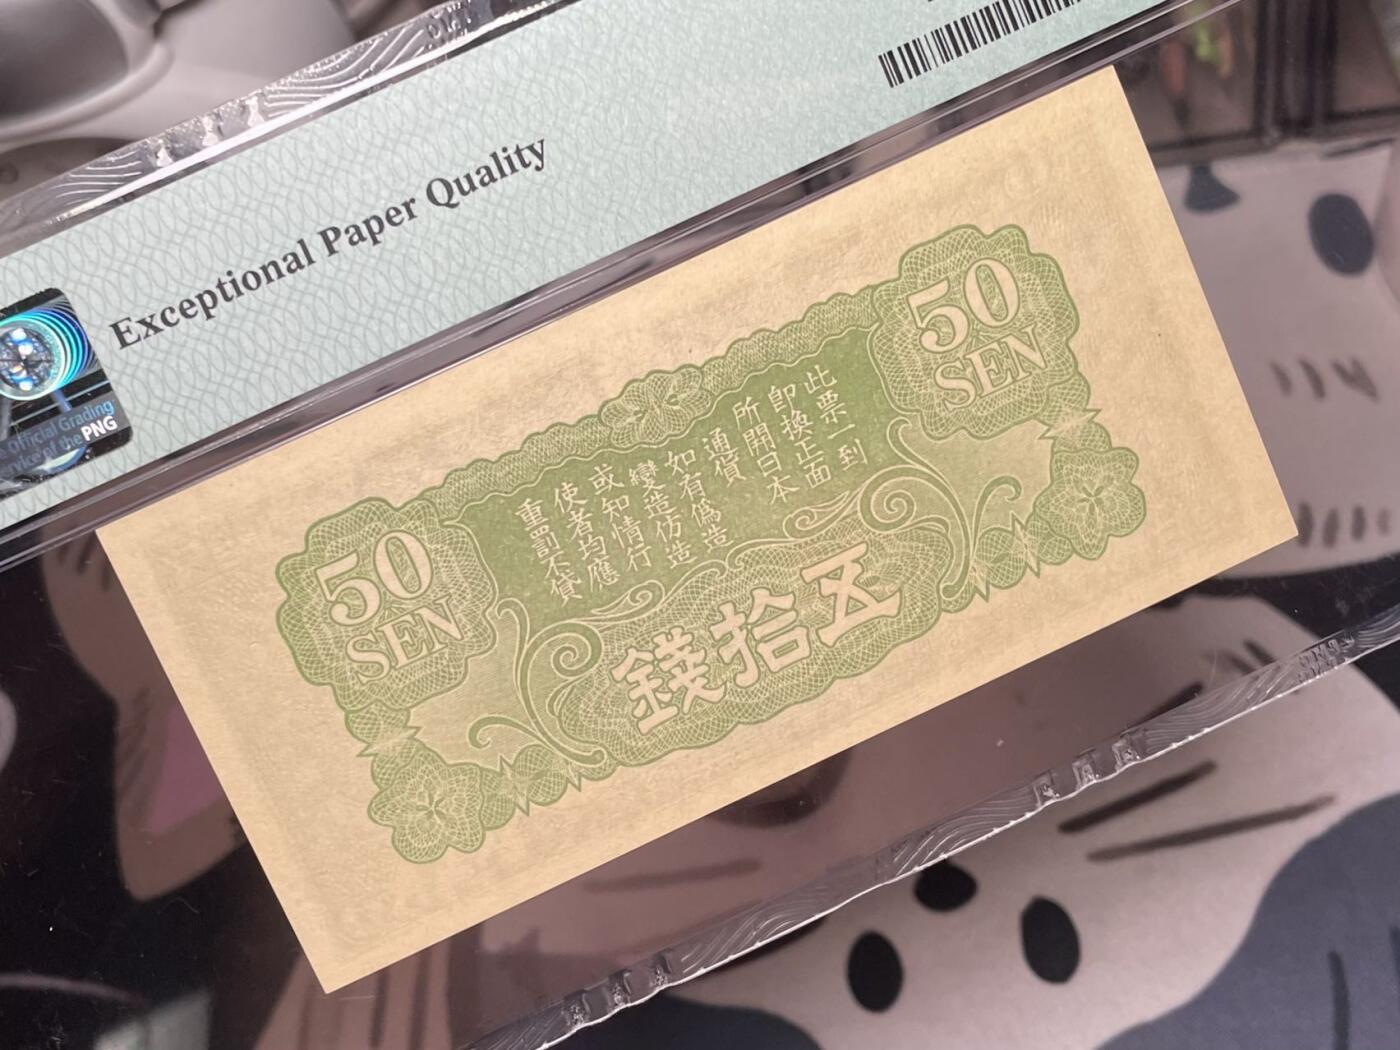 Exceptional Paper Quality
Official Grading
of the PNG
50
SEN
50
SEN
此票一到
即換正面
所開日本
通貨
如有偽造
變造仿造
或知情行
使者均應
重罰不貸
五拾錢